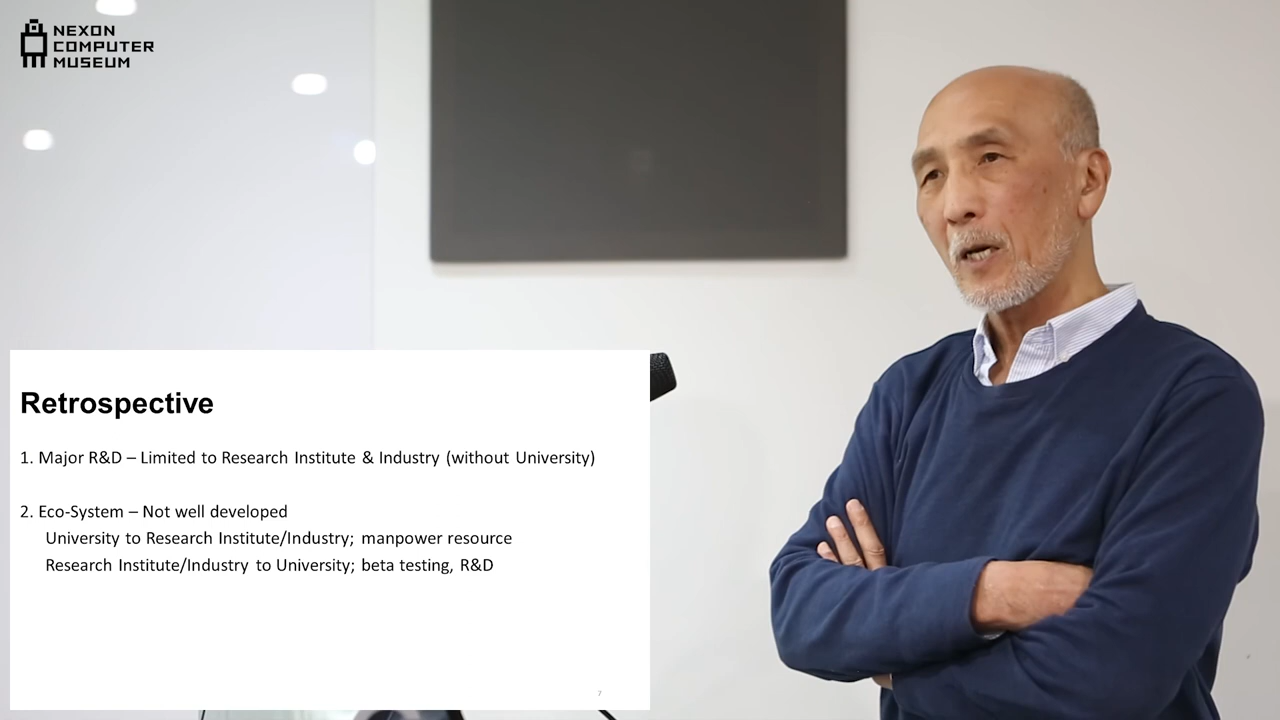 NEXON
COMPUTER
MUSEUM
Retrospective
1. Major R&D – Limited to Research Institute & Industry (without University)
2. Eco-System – Not well developed
University to Research Institute/Industry; manpower resource
Research Institute/Industry to University; beta testing, R&D
7